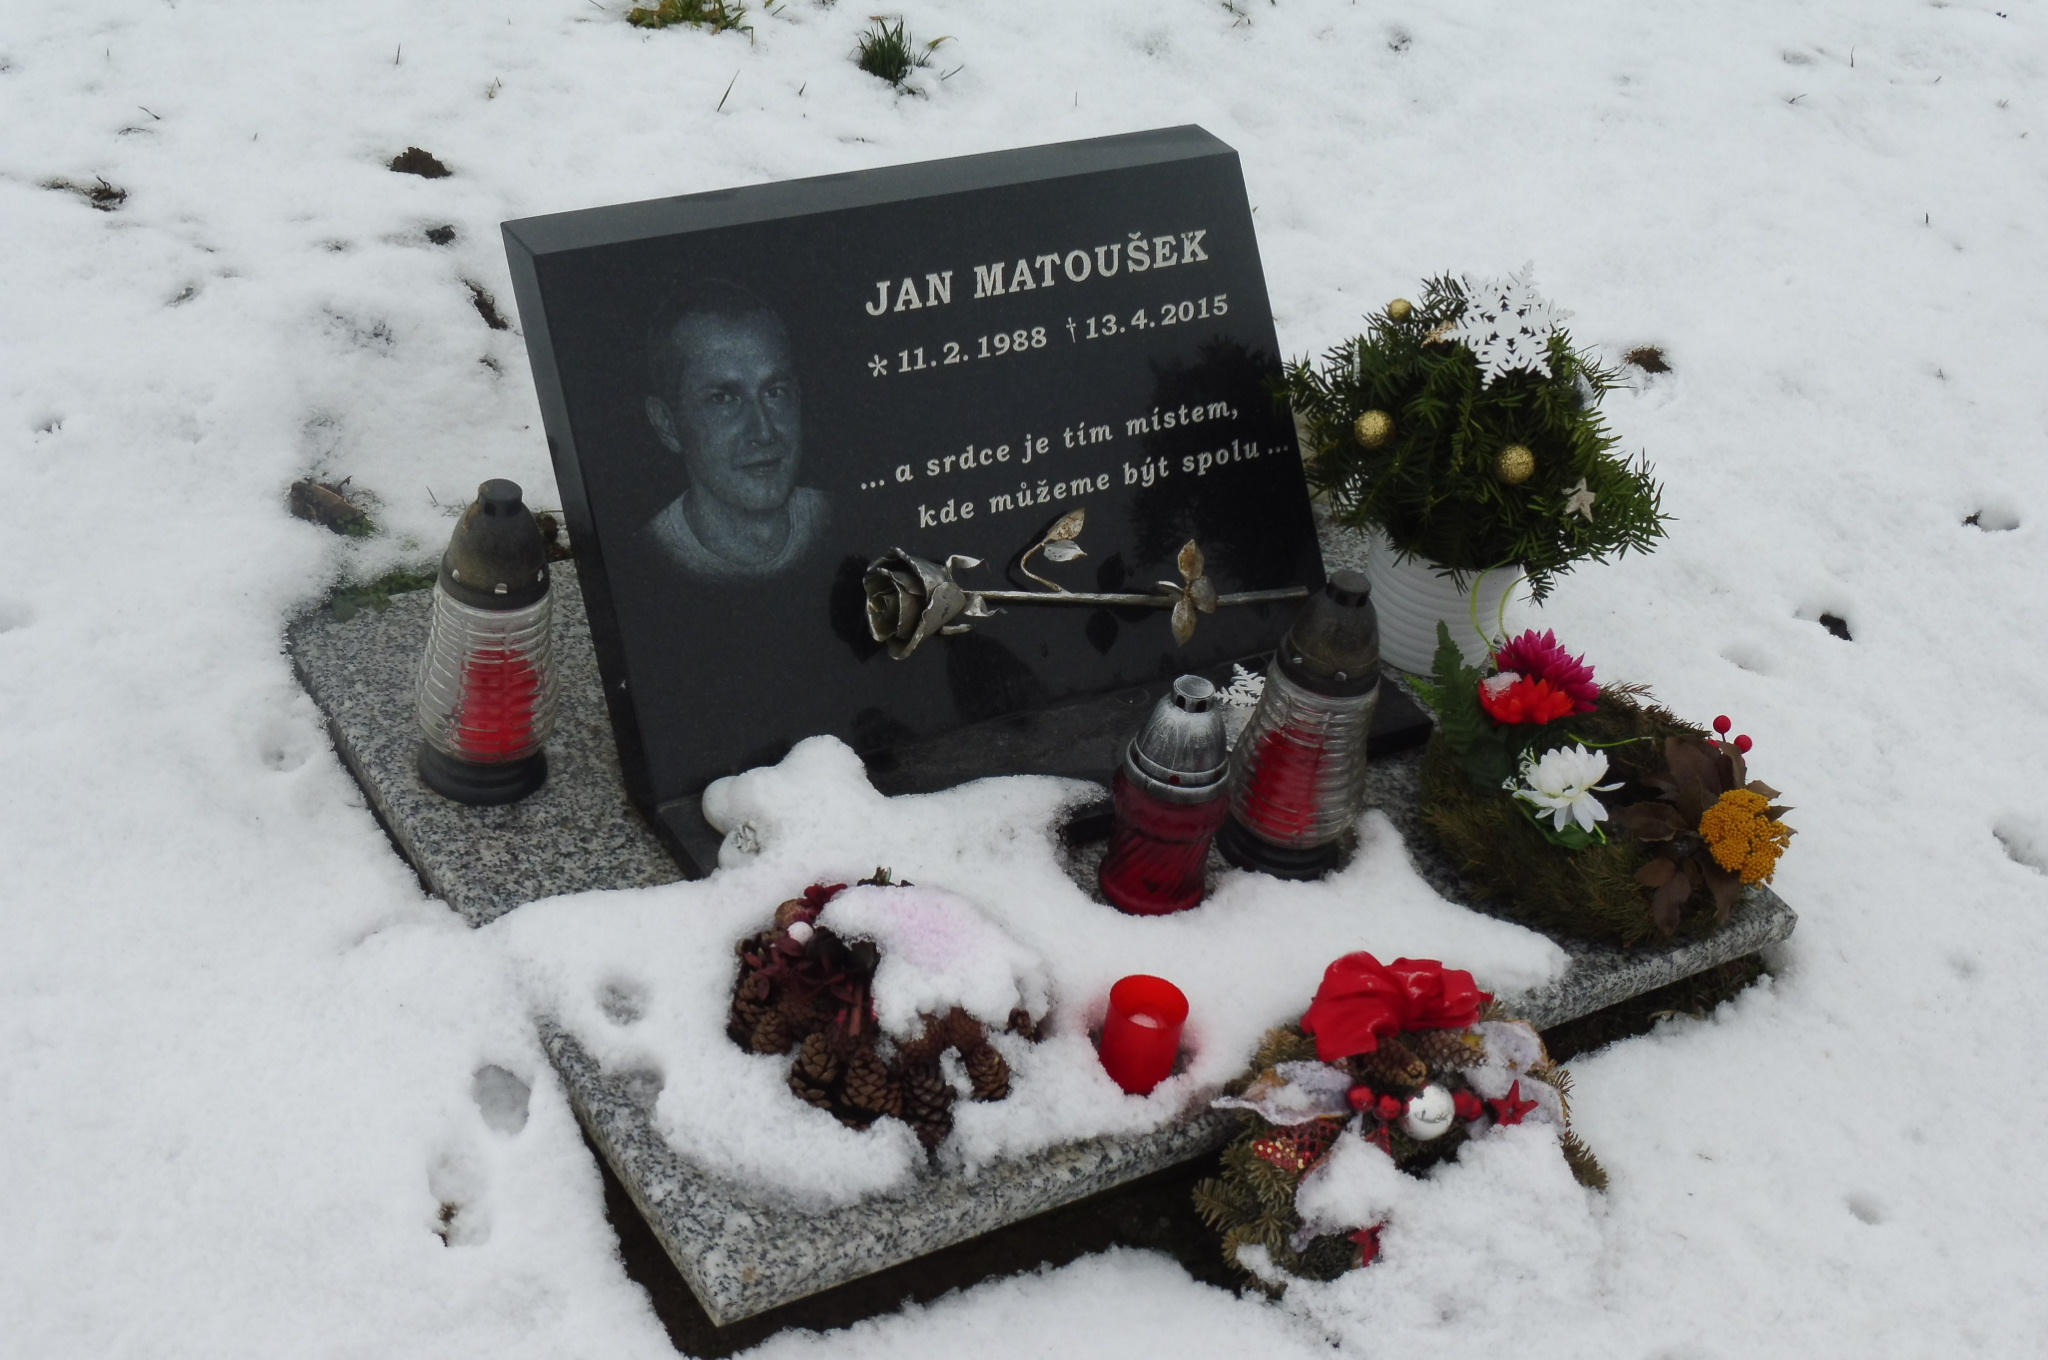 JAN MATOUŠEK
* 11. 2. 1988 † 13. 4. 2015
... a srdce je tím místem,
kde můžeme být spolu ...